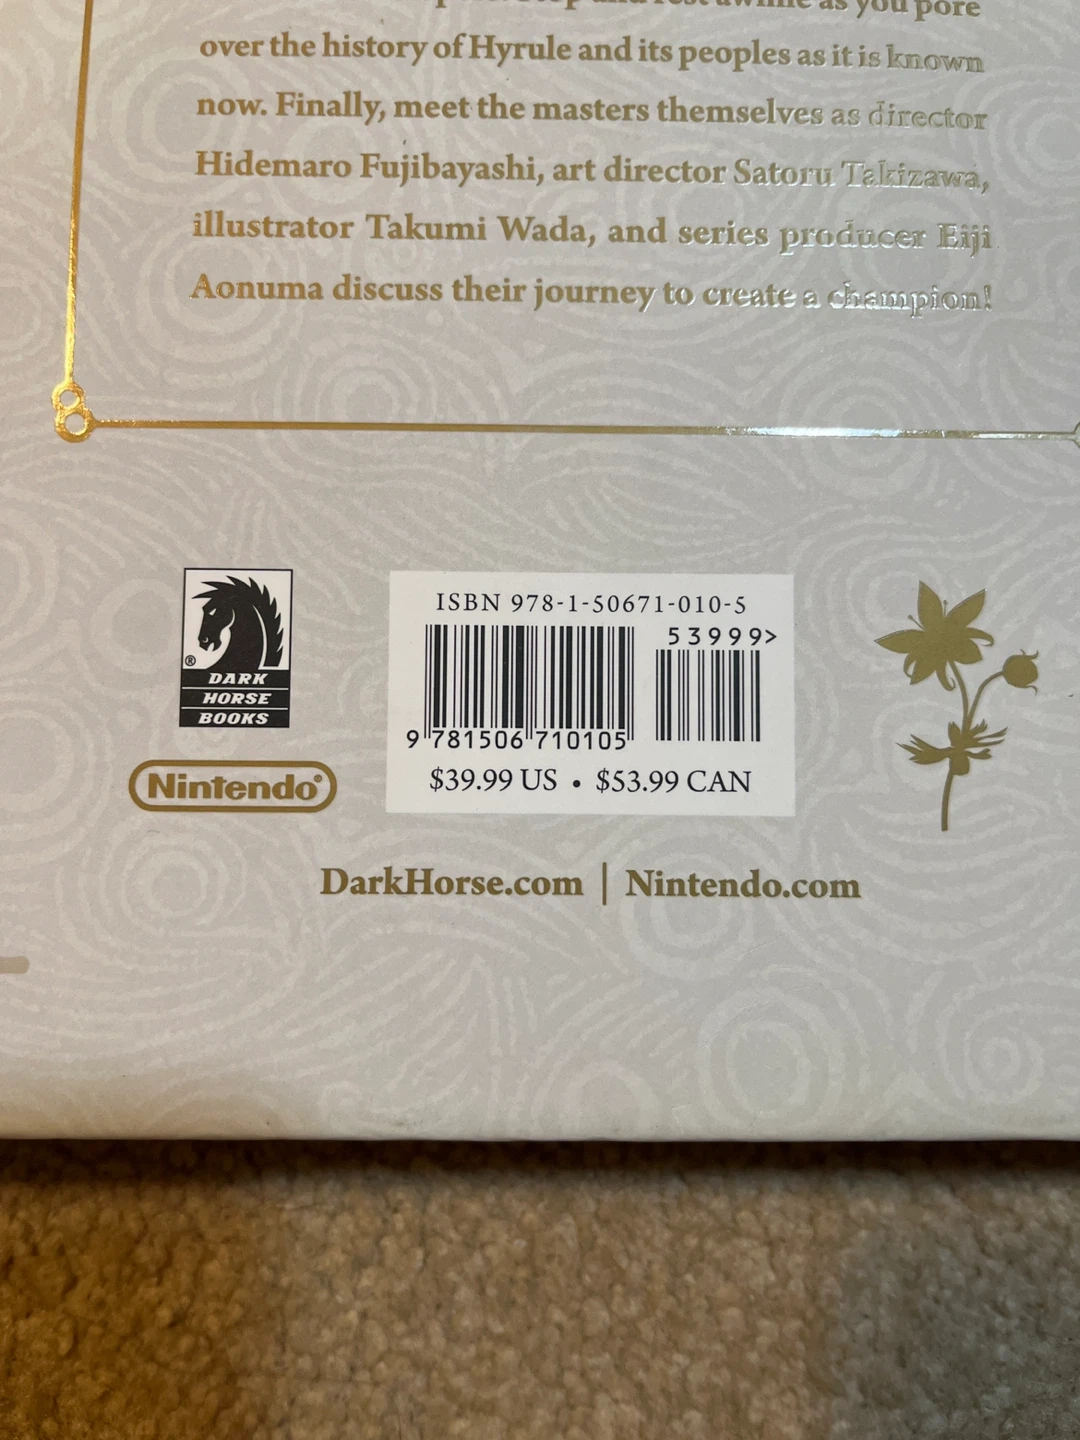 as you pore
over the history of Hyrule and its peoples as it is known
now. Finally, meet the masters themselves as director
Hidemaro Fujibayashi, art director Satoru Takizawa,
illustrator Takumi Wada, and series producer Eiji
Aonuma discuss their journey to create a champion!
®
DARK
HORSE
BOOKS
Nintendo®
ISBN 978-1-50671-010-5
53999>
9 781506 710105
$39.99 US • $53.99 CAN
DarkHorse.com | Nintendo.com